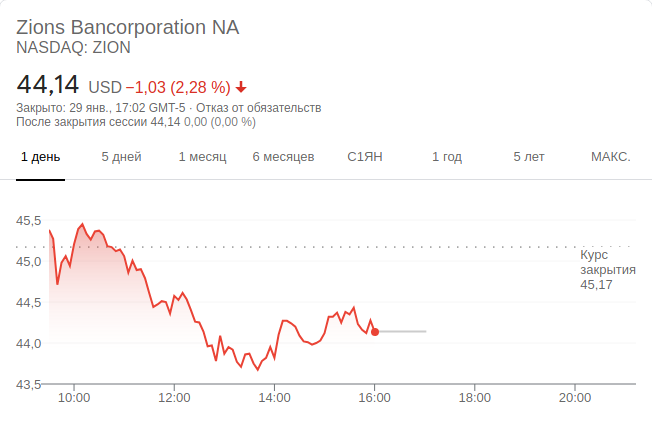 Zions Bancorporation NA
NASDAQ: ZION
44,14 USD −1,03 (2,28 %)
Закрыто: 29 янв., 17:02 GMT-5 · Отказ от обязательств
После закрытия сессии 44,14 0,00 (0,00 %)
1 день 5 дней 1 месяц 6 месяцев С1ЯН 1 год 5 лет МАКС.
45,5
45,0
44,5
44,0
43,5
Курс
закрытия
45,17
10:00 12:00 14:00 16:00 18:00 20:00